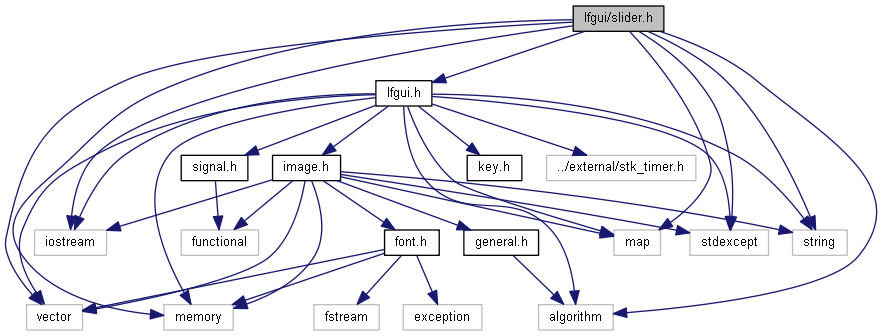 lfgui/slider.h
lfgui.h
signal.h
image.h
key.h
../external/stk_timer.h
iostream
functional
font.h
general.h
map
stdexcept
string
vector
memory
fstream
exception
algorithm